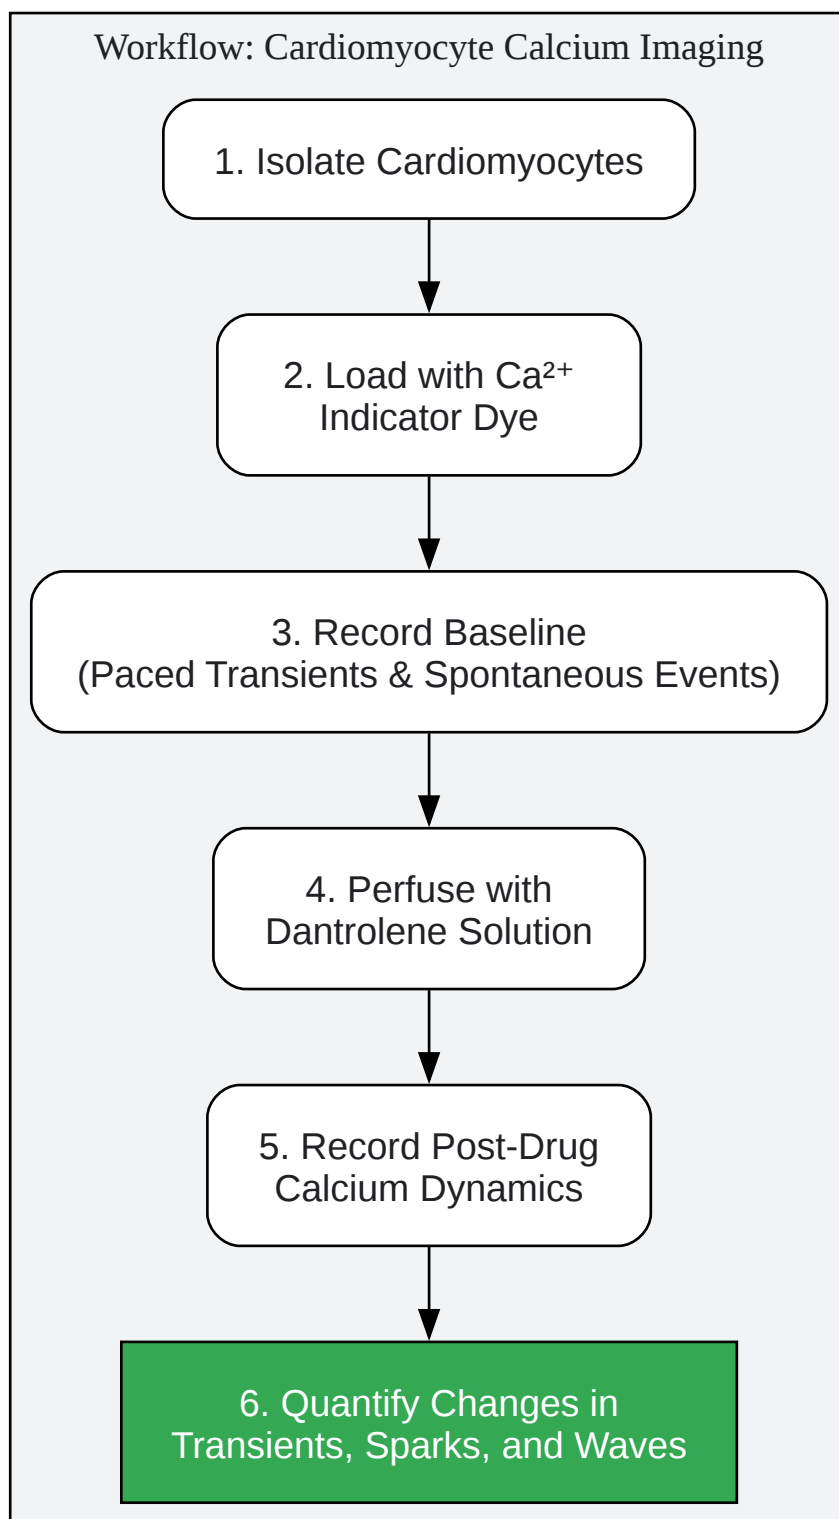 Workflow: Cardiomyocyte Calcium Imaging
1. Isolate Cardiomyocytes
2. Load with Ca²⁺
Indicator Dye
3. Record Baseline
(Paced Transients & Spontaneous Events)
4. Perfuse with
Dantrolene Solution
5. Record Post-Drug
Calcium Dynamics
6. Quantify Changes in
Transients, Sparks, and Waves